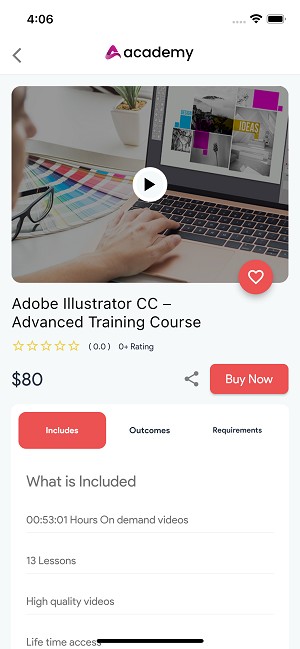 4:06
academy
IDEAS
Adobe Illustrator CC –
Advanced Training Course
( 0.0 ) 0+ Rating
$80
Buy Now
Includes Outcomes Requirements
What is Included
00:53:01 Hours On demand videos
13 Lessons
High quality videos
Life time access